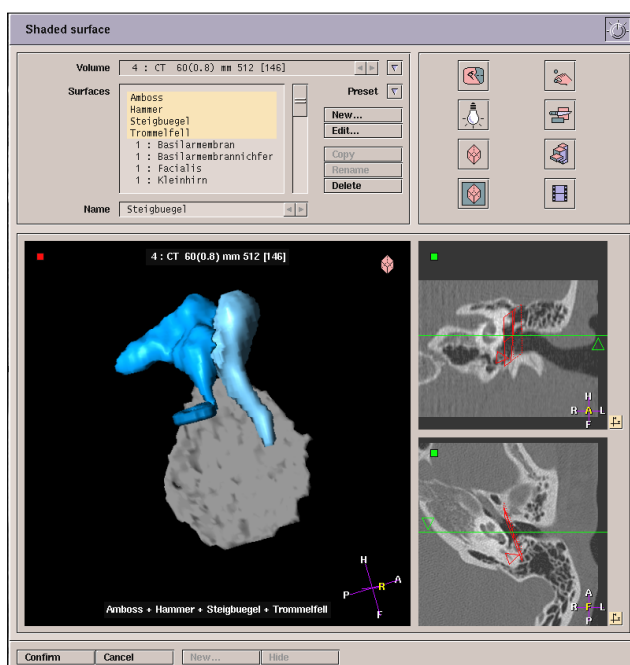 Shaded surface
Volume 4 : CT 60(0.8) mm 512 [146]
Surfaces
Preset
Amboss
Hammer
Steigbuegel
Trommelfell
1 : Basilarmembran
1 : Basilarmembrannichfer
1 : Facialis
1 : Kleinhirn
New...
Edit...
Copy
Rename
Delete
Name Steigbuegel
4 : CT 60(0.8) mm 512 [146]
H
P R A
F
Amboss + Hammer + Steigbuegel + Trommelfell
H
R A L
F
A
R F L
P
Confirm Cancel New... Hide